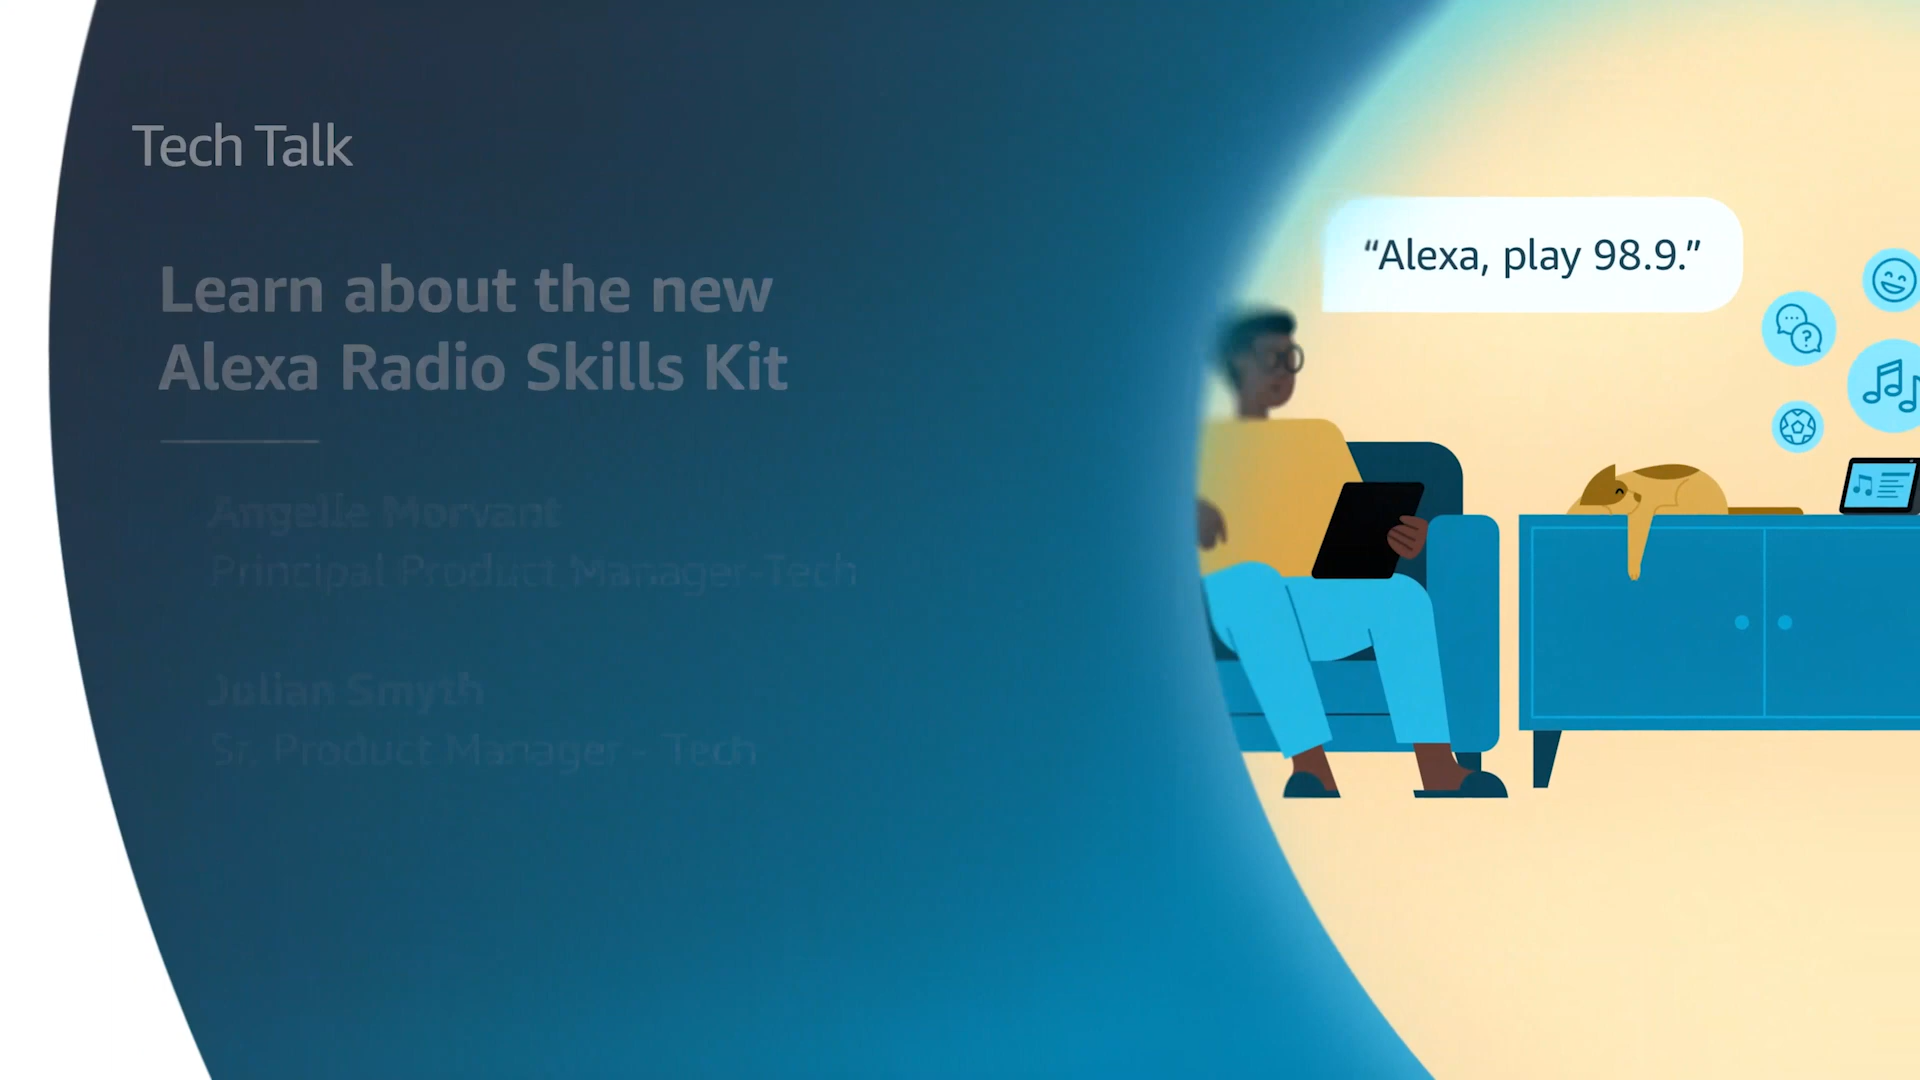 Tech Talk
Learn about the new
Alexa Radio Skills Kit
Angelle Morvant
Principal Product Manager-Tech
Julian Smyth
Sr. Product Manager - Tech
“Alexa, play 98.9.”